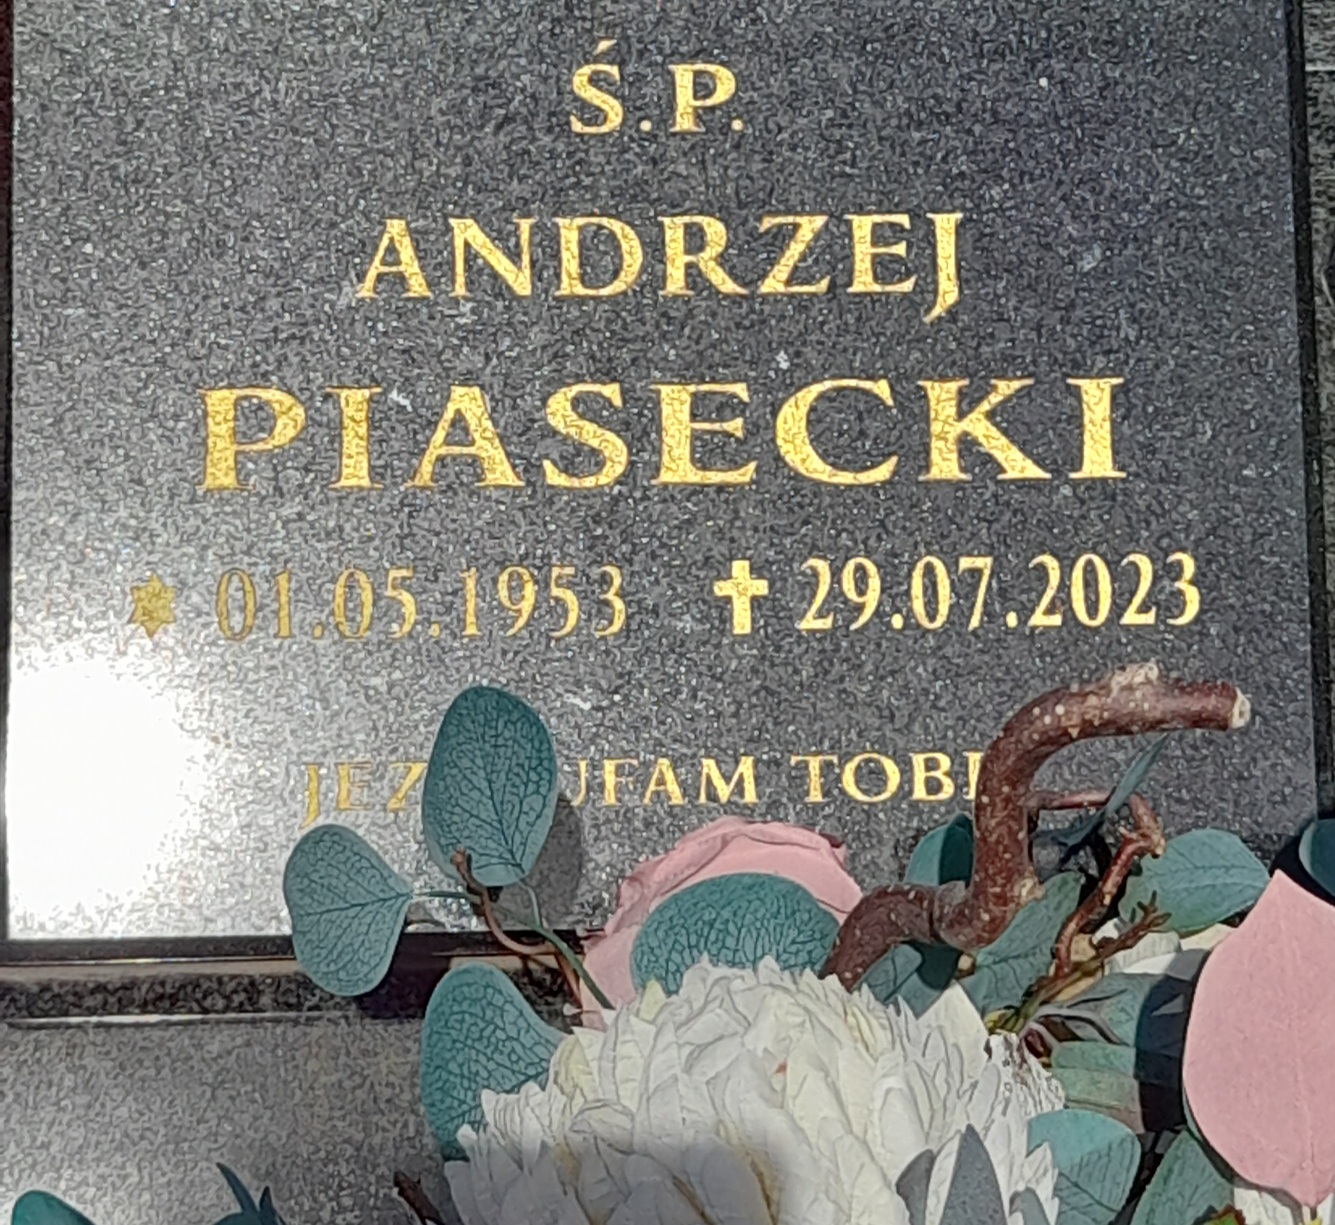 Ś.P.
ANDRZEJ
PIASECKI
01.05.1953 29.07.2023
UFAM